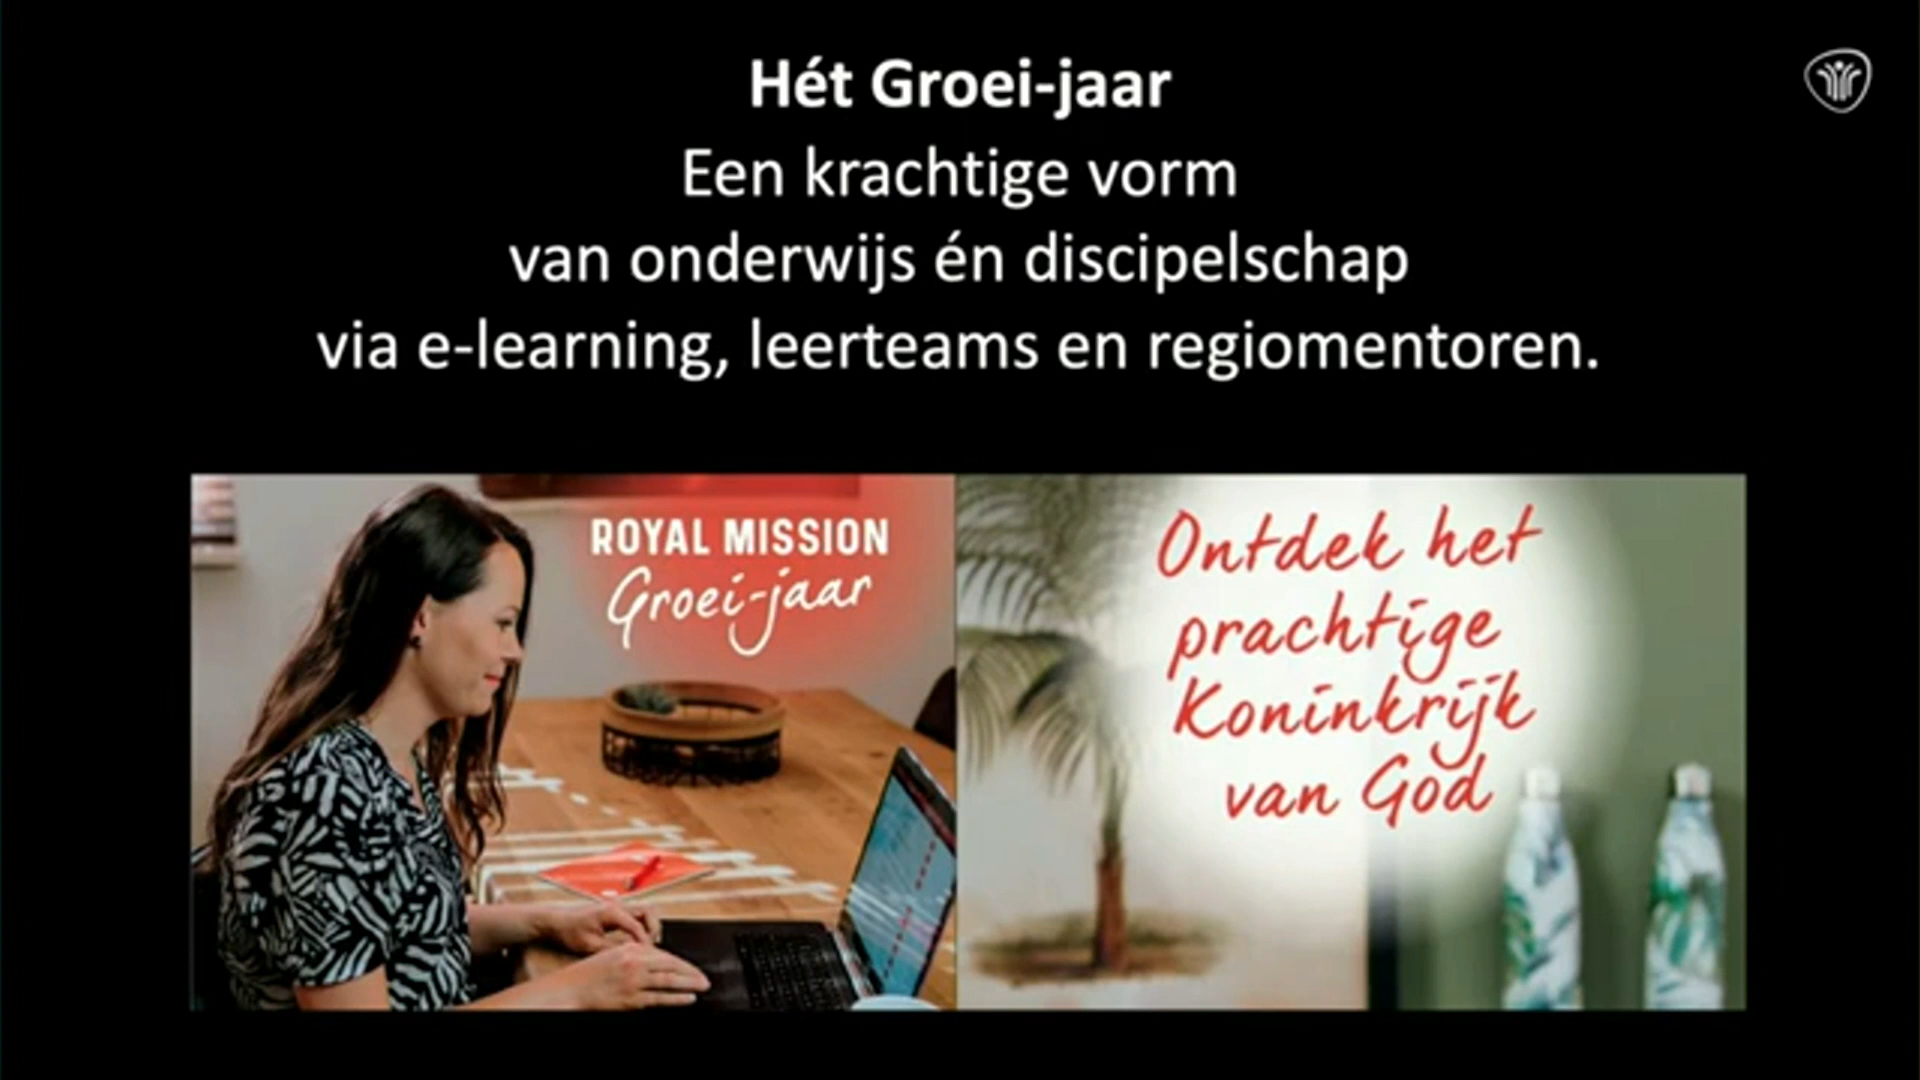 Hét Groei-jaar
Een krachtige vorm
van onderwijs én discipelschap
via e-learning, leerteams en regiomentoren.
ROYAL MISSION
Groei-jaar
Ontdek het
prachtige
Koninkrijk
van God